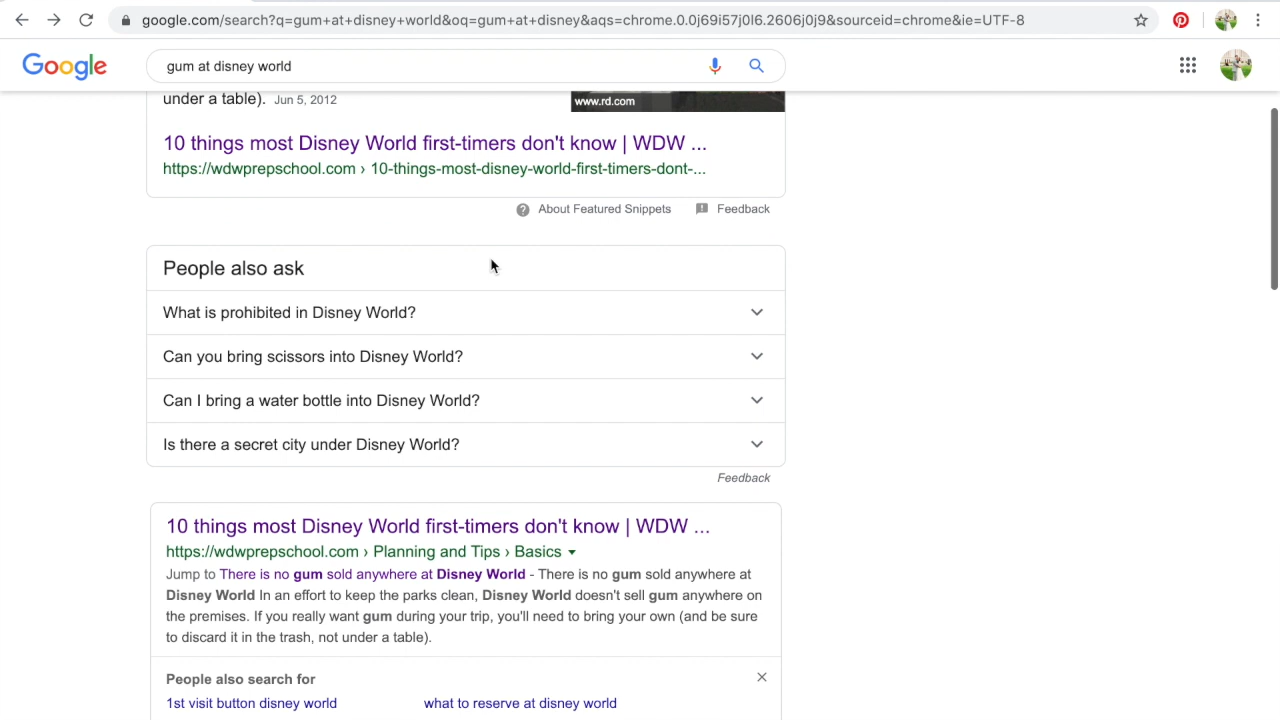 google.com/search?q=gum+at+disney+world&oq=gum+at+disney&aqs=chrome.0.0j69i57j0l6.2606j0j9&sourceid=chrome&ie=UTF-8
Google
gum at disney world
under a table). Jun 5, 2012
www.rd.com
10 things most Disney World first-timers don't know | WDW ...
https://wdwprepschool.com › 10-things-most-disney-world-first-timers-dont-...
About Featured Snippets
Feedback
People also ask
What is prohibited in Disney World?
Can you bring scissors into Disney World?
Can I bring a water bottle into Disney World?
Is there a secret city under Disney World?
Feedback
10 things most Disney World first-timers don't know | WDW ...
https://wdwprepschool.com › Planning and Tips › Basics
Jump to There is no gum sold anywhere at Disney World - There is no gum sold anywhere at
Disney World In an effort to keep the parks clean, Disney World doesn't sell gum anywhere on
the premises. If you really want gum during your trip, you'll need to bring your own (and be sure
to discard it in the trash, not under a table).
People also search for
1st visit button disney world
what to reserve at disney world